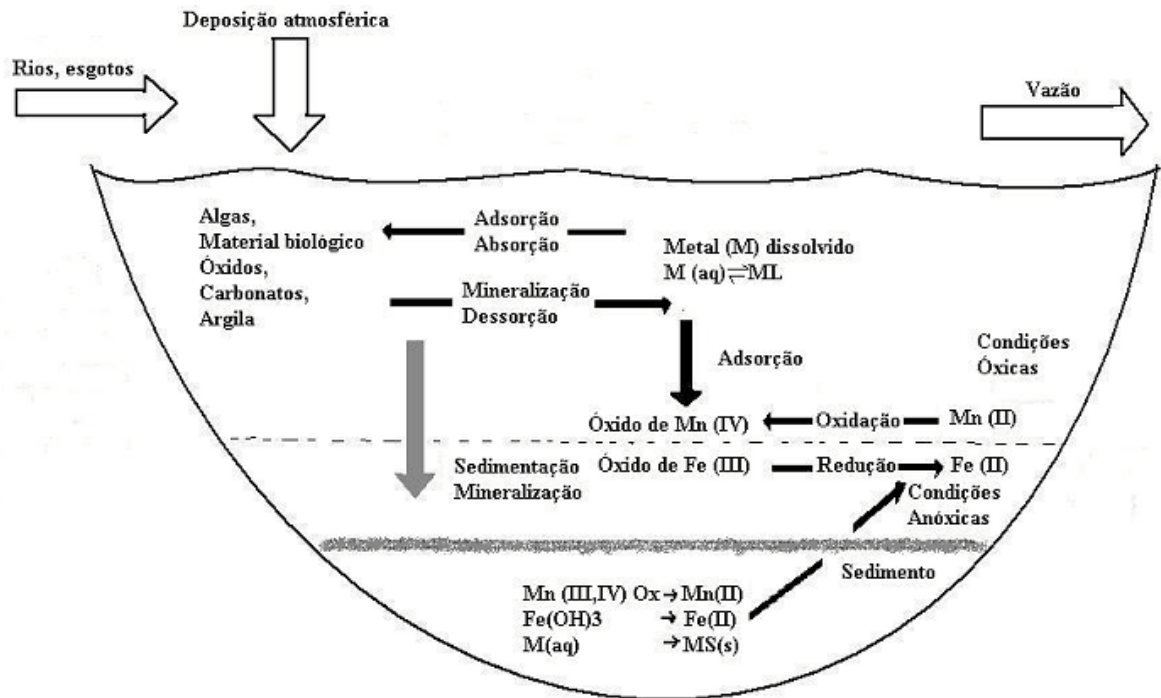 Deposição atmosférica
Rios, esgotos
Vazão
Algas,
Material biológico
Óxidos,
Carbonatos,
Argila
Adsorção
Absorção
Mineralização
Dessorção
Metal (M) dissolvido
M (aq)⇌ML
Adsorção
Condições
Óxicas
Óxido de Mn (IV)
Oxidação
Mn (II)
Óxido de Fe (III)
Redução
Fe (II)
Sedimentação
Mineralização
Condições
Anóxicas
Sedimento
Mn (III,IV) Ox → Mn(II)
Fe(OH)3 → Fe(II)
M(aq) → MS(s)